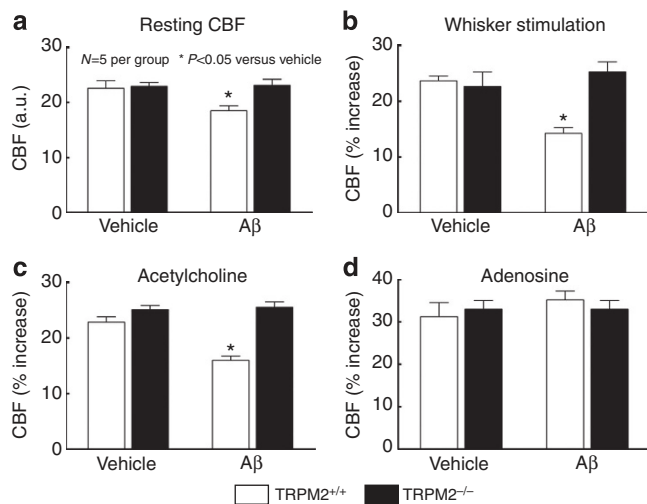 a Resting CBF
N=5 per group * P<0.05 versus vehicle
CBF (a.u.)
30
20
10
0
*
Vehicle Aβ
b Whisker stimulation
CBF (% increase)
30
20
10
0
*
Vehicle Aβ
c Acetylcholine
CBF (% increase)
30
20
10
0
*
Vehicle Aβ
d Adenosine
CBF (% increase)
40
30
20
10
0
Vehicle Aβ
TRPM2+/+ TRPM2−/−